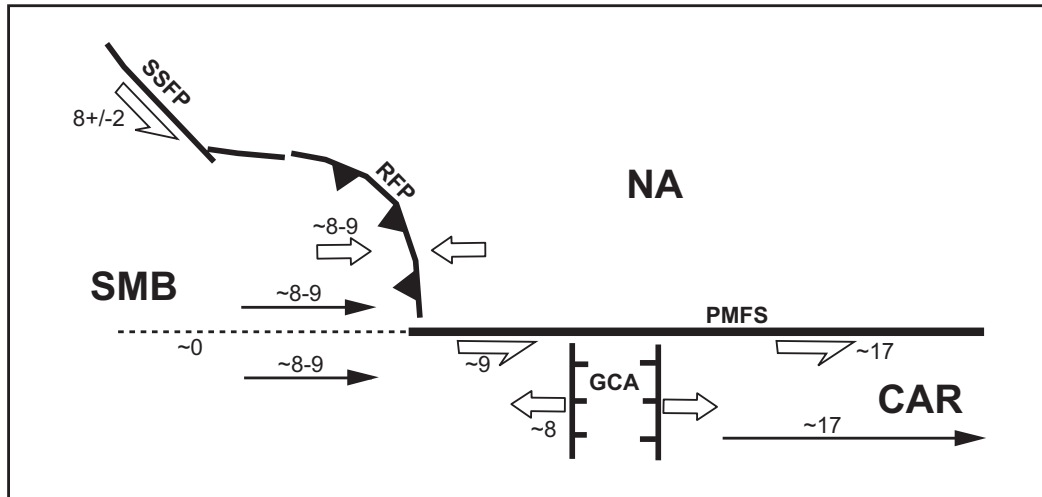 SSFP
8+/-2
RFP
NA
~8-9
SMB
~8-9
PMFS
~0
~8-9
~9
GCA
~17
~8
CAR
~17